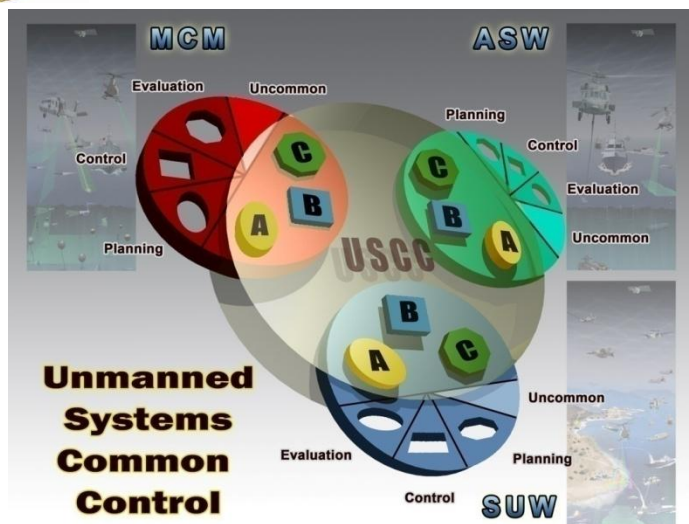 MCM
ASW
Evaluation
Uncommon
Control
Planning
C
B
A
Planning
Control
Evaluation
Uncommon
C
B
A
USCC
B
A
C
Uncommon
Planning
Control
Evaluation
SUW
Unmanned
Systems
Common
Control